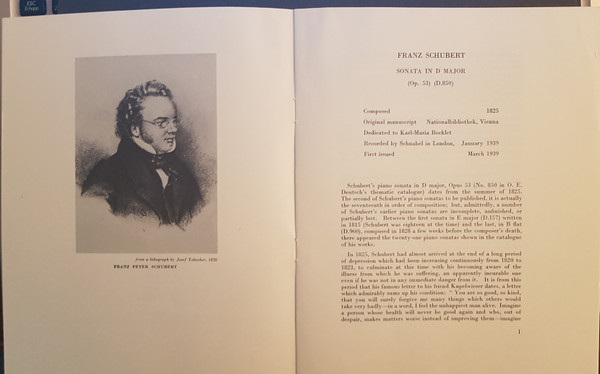 ESC
from a lithograph by Josef Teltscher, 1826
FRANZ PETER SCHUBERT
FRANZ SCHUBERT
SONATA IN D MAJOR
(Op. 53) (D.850)
Composed 1825
Original manuscript Nationalbibliothek, Vienna
Dedicated to Karl-Maria Bocklet
Recorded by Schnabel in London, January 1939
First issued March 1939
Schubert's piano sonata in D major, Opus 53 (No. 850 in O. E.
Deutsch's thematic catalogue) dates from the summer of 1825.
The second of Schubert's piano sonatas to be published, it is actually
the seventeenth in order of composition; but, admittedly, a number
of Schubert's earlier piano sonatas are incomplete, unfinished, or
partially lost. Between the first sonata in E major (D.157) written
in 1815 (Schubert was eighteen at the time) and the last, in B flat
(D.960), composed in 1828 a few weeks before the composer's death,
there appeared the twenty-one piano sonatas shown in the catalogue
of his works.
In 1825, Schubert had almost arrived at the end of a long period
of depression which had been increasing continuously from 1820 to
1823, to culminate at this time with his becoming aware of the
illness from which he was suffering, an apparently incurable one
even if he was not in any immediate danger from it. It is from
this period that his famous letter to his friend Kupelwieser dates, a letter
which admirably sums up his condition: " You are so good, so kind,
that you will surely forgive me many things which others would
take very badly—in a word, I feel the unhappiest man alive. Imagine
a person whose health will never be good again and who, out of
despair, makes matters worse instead of improving them—imagine
1